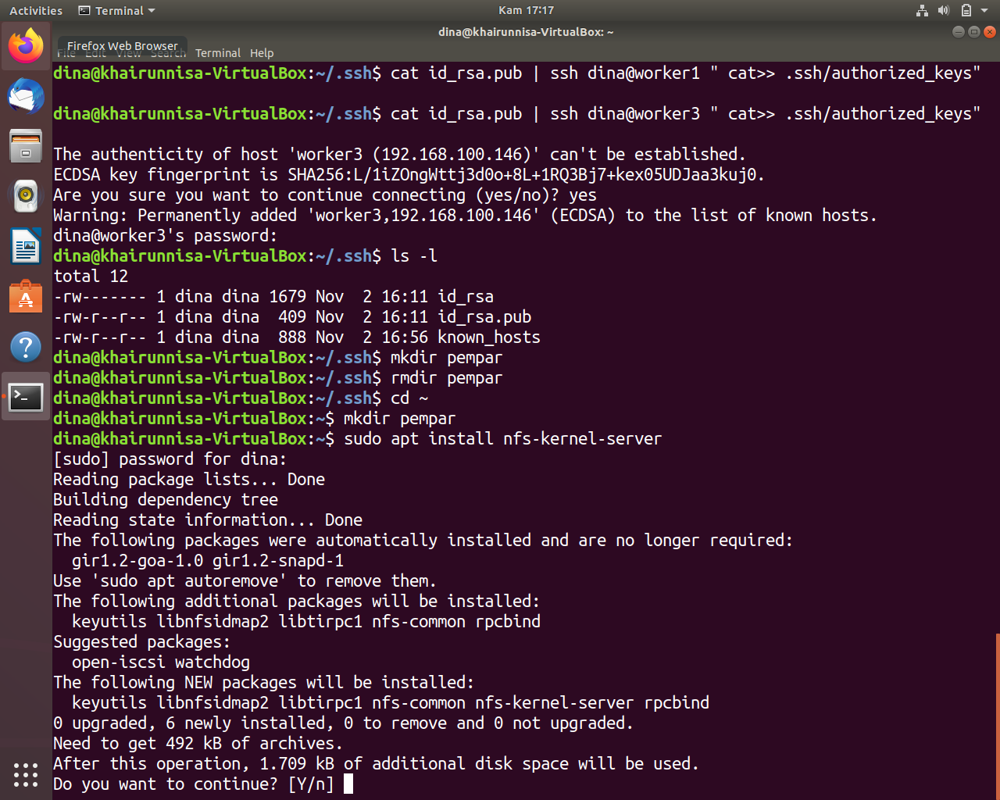 Activities Terminal Kam 17:17
dina@khairunnisa-VirtualBox: ~
Firefox Web Browser
File Edit View Search Terminal Help
dina@khairunnisa-VirtualBox:~/.ssh$ cat id_rsa.pub | ssh dina@worker1 " cat>> .ssh/authorized_keys"
dina@khairunnisa-VirtualBox:~/.ssh$ cat id_rsa.pub | ssh dina@worker3 " cat>> .ssh/authorized_keys"
The authenticity of host 'worker3 (192.168.100.146)' can't be established.
ECDSA key fingerprint is SHA256:L/1iZOngWttj3d0o+8L+1RQ3Bj7+kex05UDJaa3kuj0.
Are you sure you want to continue connecting (yes/no)? yes
Warning: Permanently added 'worker3,192.168.100.146' (ECDSA) to the list of known hosts.
dina@worker3's password:
dina@khairunnisa-VirtualBox:~/.ssh$ ls -l
total 12
-rw------- 1 dina dina 1679 Nov  2 16:11 id_rsa
-rw-r--r-- 1 dina dina  409 Nov  2 16:11 id_rsa.pub
-rw-r--r-- 1 dina dina  888 Nov  2 16:56 known_hosts
dina@khairunnisa-VirtualBox:~/.ssh$ mkdir pempar
dina@khairunnisa-VirtualBox:~/.ssh$ rmdir pempar
dina@khairunnisa-VirtualBox:~/.ssh$ cd ~
dina@khairunnisa-VirtualBox:~$ mkdir pempar
dina@khairunnisa-VirtualBox:~$ sudo apt install nfs-kernel-server
[sudo] password for dina:
Reading package lists... Done
Building dependency tree
Reading state information... Done
The following packages were automatically installed and are no longer required:
  gir1.2-goa-1.0 gir1.2-snapd-1
Use 'sudo apt autoremove' to remove them.
The following additional packages will be installed:
  keyutils libnfsidmap2 libtirpc1 nfs-common rpcbind
Suggested packages:
  open-iscsi watchdog
The following NEW packages will be installed:
  keyutils libnfsidmap2 libtirpc1 nfs-common nfs-kernel-server rpcbind
0 upgraded, 6 newly installed, 0 to remove and 0 not upgraded.
Need to get 492 kB of archives.
After this operation, 1.709 kB of additional disk space will be used.
Do you want to continue? [Y/n]